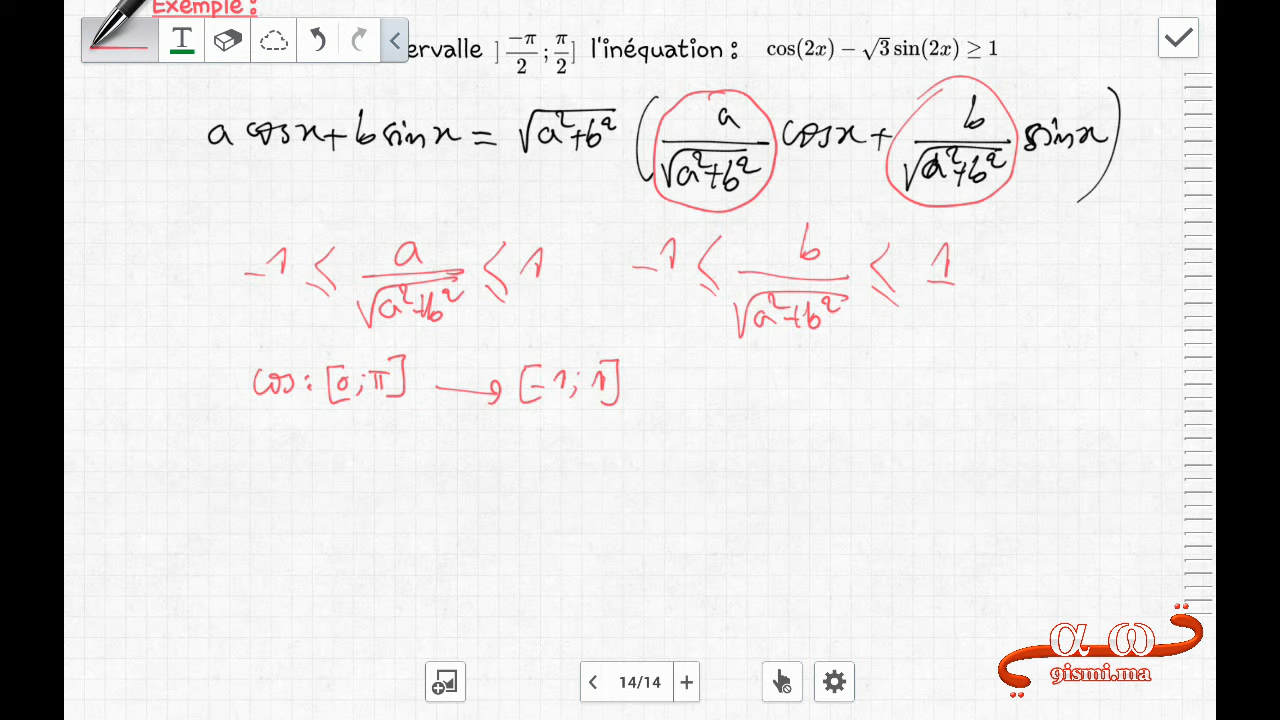 Exemple :
T ervalle ]−π/2 ; π/2] l'inéquation : cos(2x) − √3 sin(2x) ≥ 1
a cos x + b sin x = √(a²+b²) ( a/√(a²+b²) cos x + b/√(a²+b²) sin x )
−1 ≤ a/√(a²+b²) ≤ 1 −1 ≤ b/√(a²+b²) ≤ 1
cos : [0 ; π] → [−1 ; 1]
α ω
gismi.ma
14/14